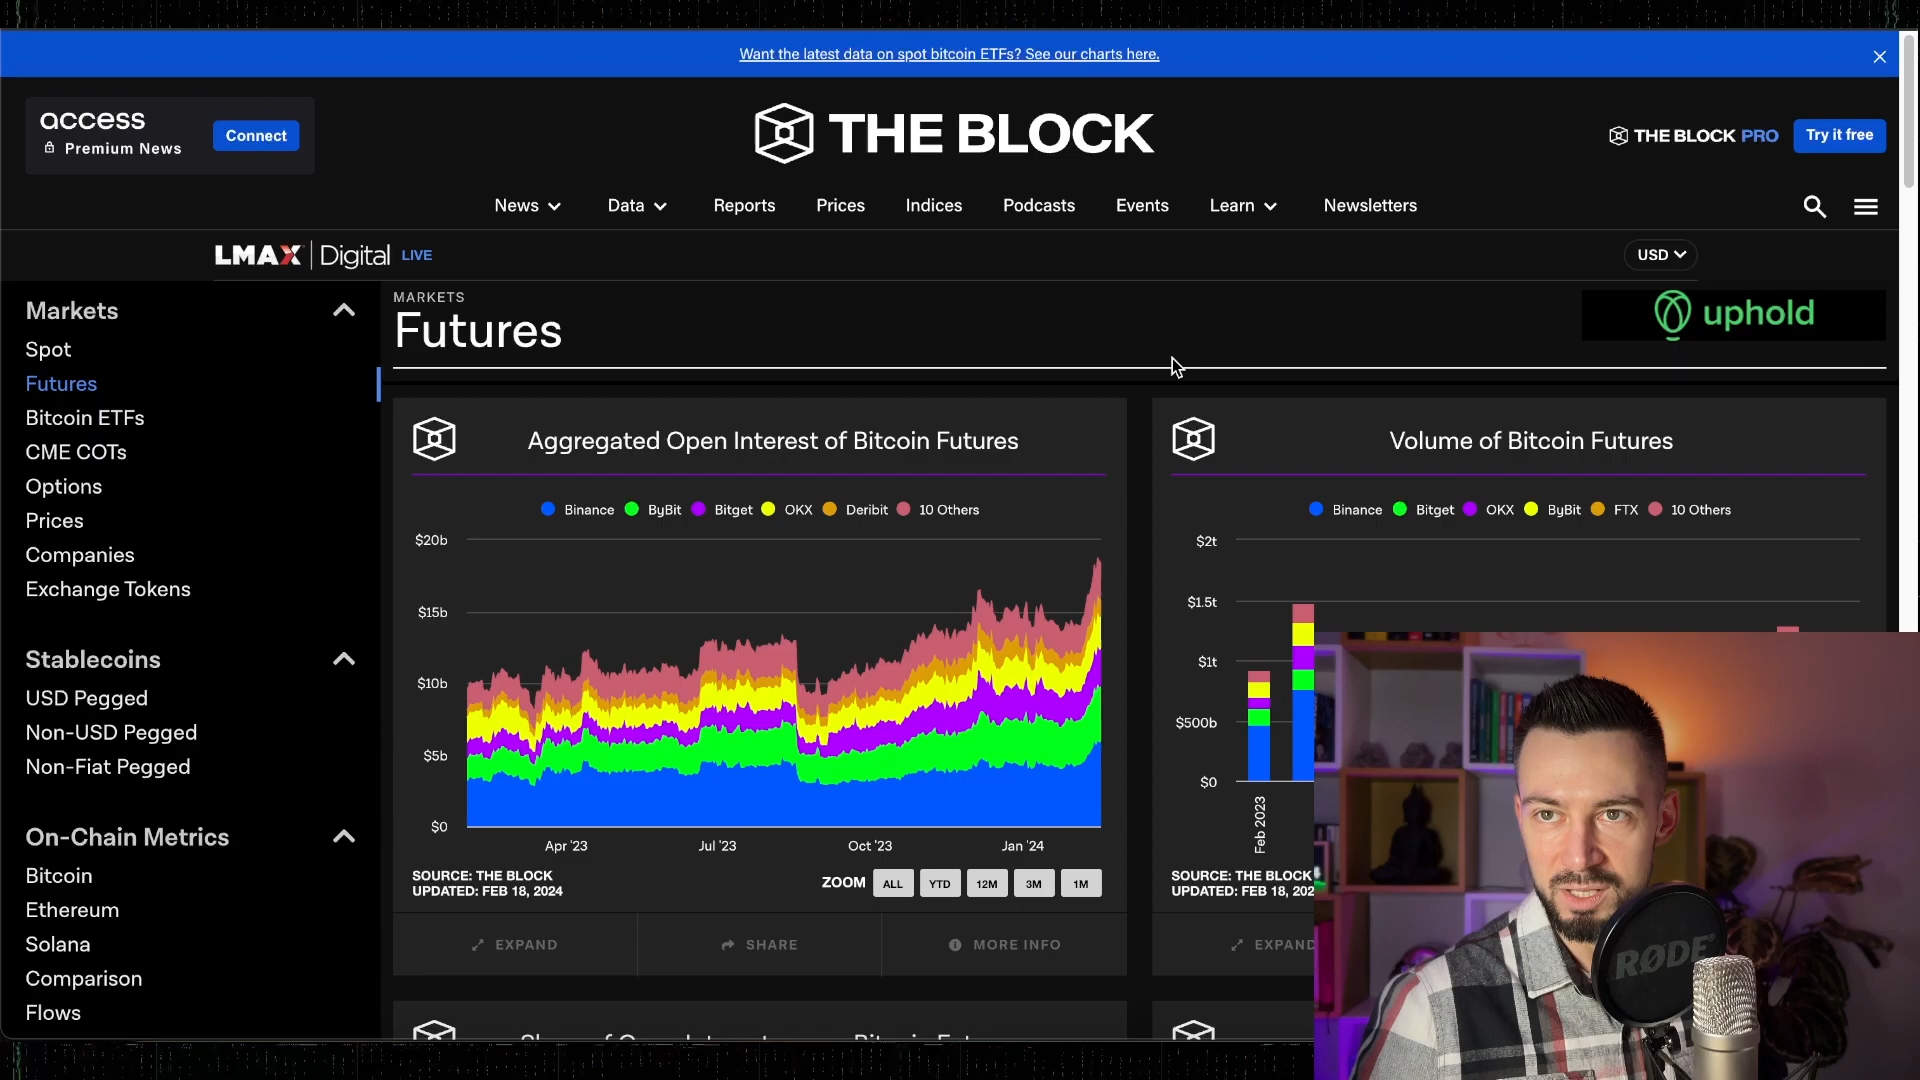 Want the latest data on spot bitcoin ETFs? See our charts here.
access
Premium News
Connect
THE BLOCK
THE BLOCK PRO
Try it free
News
Data
Reports
Prices
Indices
Podcasts
Events
Learn
Newsletters
LMAX Digital LIVE
USD
Markets
Spot
Futures
Bitcoin ETFs
CME COTs
Options
Prices
Companies
Exchange Tokens
Stablecoins
USD Pegged
Non-USD Pegged
Non-Fiat Pegged
On-Chain Metrics
Bitcoin
Ethereum
Solana
Comparison
Flows
MARKETS
Futures
uphold
Aggregated Open Interest of Bitcoin Futures
Binance ByBit Bitget OKX Deribit 10 Others
$20b
$15b
$10b
$5b
$0
Apr '23 Jul '23 Oct '23 Jan '24
SOURCE: THE BLOCK
UPDATED: FEB 18, 2024
ZOOM ALL YTD 12M 3M 1M
EXPAND SHARE MORE INFO
Volume of Bitcoin Futures
Binance Bitget OKX ByBit FTX 10 Others
$2t
$1.5t
$1t
$500b
$0
Feb 2023
SOURCE: THE BLOCK
UPDATED: FEB 18, 202
EXPAND
RØDE